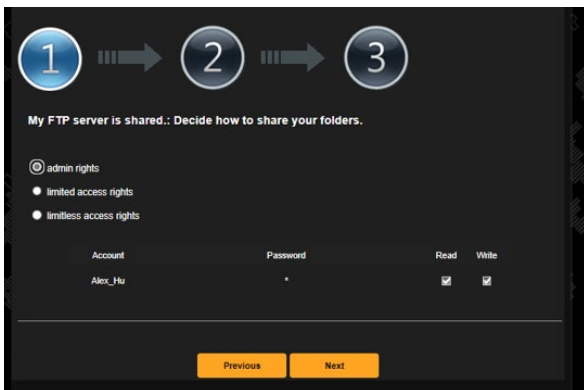 1 2 3
My FTP server is shared.: Decide how to share your folders.
admin rights
limited access rights
limitless access rights
Account Password Read Write
Alex_Hu *
Previous Next